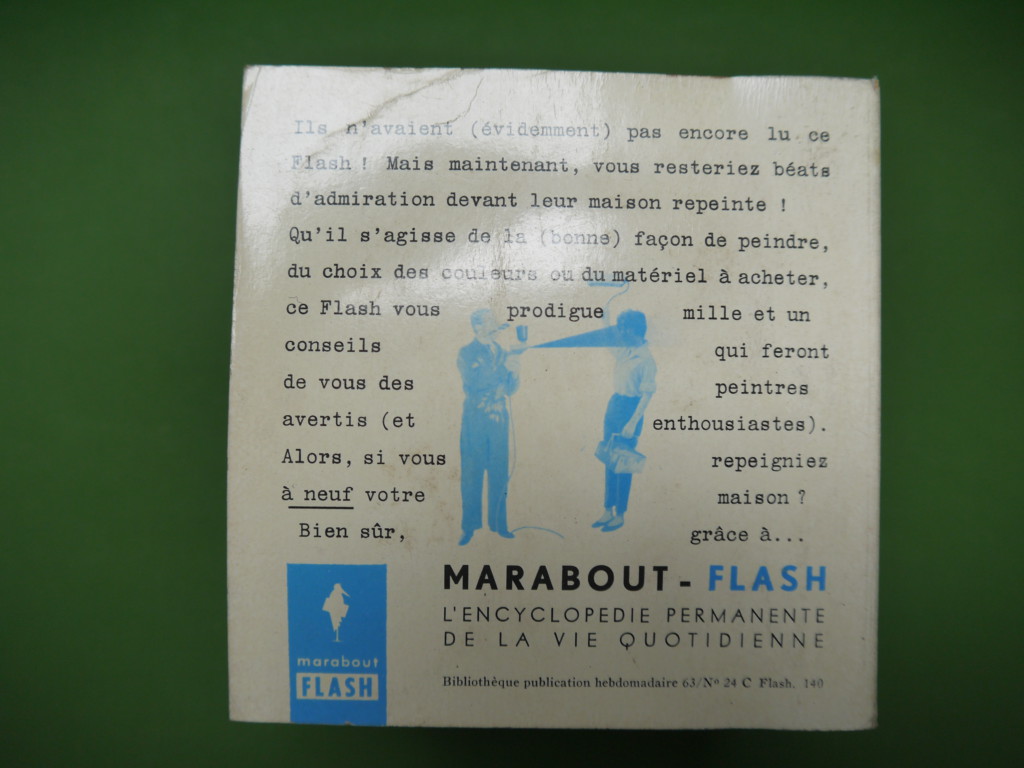 Ils n'avaient (évidemment) pas encore lu ce
Flash ! Mais maintenant, vous resteriez béats
d'admiration devant leur maison repeinte !
Qu'il s'agisse de la (bonne) façon de peindre,
du choix des couleurs ou du matériel à acheter,
ce Flash vous prodigue mille et un
conseils qui feront
de vous des peintres
avertis (et enthousiastes).
Alors, si vous repeigniez
à neuf votre maison ?
Bien sûr, grâce à...
MARABOUT - FLASH
L'ENCYCLOPEDIE PERMANENTE
DE LA VIE QUOTIDIENNE
marabout
FLASH
Bibliothèque publication hebdomadaire 63/Nº 24 C Flash. 140